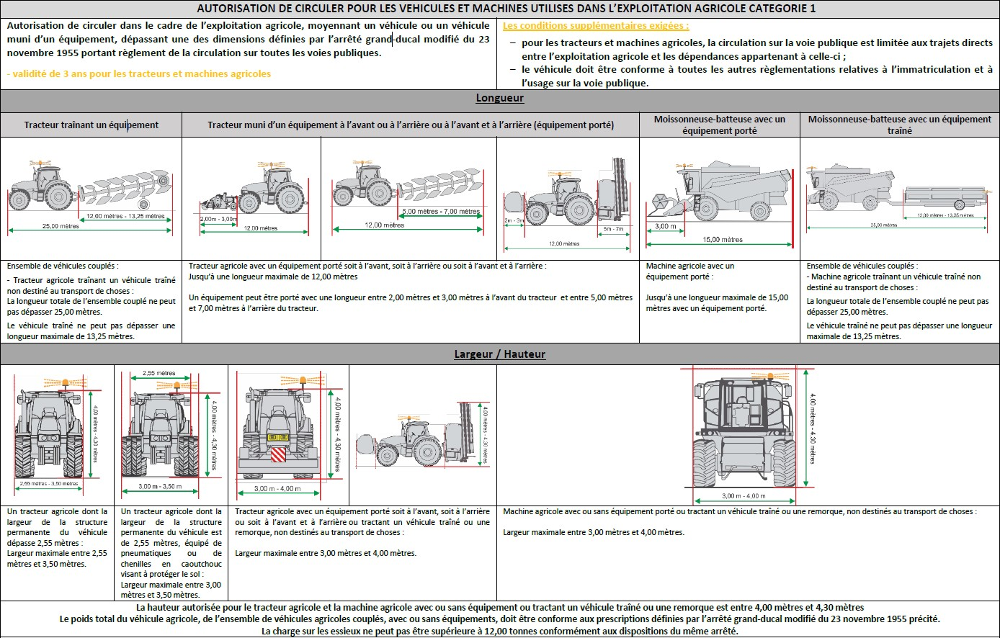 AUTORISATION DE CIRCULER POUR LES VEHICULES ET MACHINES UTILISES DANS L’EXPLOITATION AGRICOLE CATEGORIE 1
Autorisation de circuler dans le cadre de l’exploitation agricole, moyennant un véhicule ou un véhicule
muni d’un équipement, dépassant une des dimensions définies par l’arrêté grand-ducal modifié du 23
novembre 1955 portant règlement de la circulation sur toutes les voies publiques.
- validité de 3 ans pour les tracteurs et machines agricoles
Les conditions supplémentaires exigées :
– pour les tracteurs et machines agricoles, la circulation sur la voie publique est limitée aux trajets directs
entre l’exploitation agricole et les dépendances appartenant à celle-ci ;
– le véhicule doit être conforme à toutes les autres règlementations relatives à l’immatriculation et à
l’usage sur la voie publique.
Longueur
Tracteur traînant un équipement
Tracteur muni d’un équipement à l’avant ou à l’arrière ou à l’avant et à l’arrière (équipement porté)
Moissonneuse-batteuse avec un
équipement porté
Moissonneuse-batteuse avec un équipement
traîné
12,00 mètres - 13,25 mètres
25,00 mètres
2,00m - 3,00m
12,00 mètres
5,00 mètres - 7,00 mètres
12,00 mètres
2m - 3m
5m - 7m
12,00 mètres
3,00 m
15,00 mètres
12,00 mètres - 13,25 mètres
25,00 mètres
Ensemble de véhicules couplés :
- Tracteur agricole traînant un véhicule traîné
non destiné au transport de choses :
La longueur totale de l’ensemble couplé ne peut
pas dépasser 25,00 mètres.
Le véhicule traîné ne peut pas dépasser une
longueur maximale de 13,25 mètres.
Tracteur agricole avec un équipement porté soit à l’avant, soit à l’arrière ou soit à l’avant et à l’arrière :
Jusqu’à une longueur maximale de 12,00 mètres
Un équipement peut être porté avec une longueur entre 2,00 mètres et 3,00 mètres à l’avant du tracteur et entre 5,00 mètres
et 7,00 mètres à l’arrière du tracteur.
Machine agricole avec un
équipement porté :
Jusqu’à une longueur maximale de 15,00
mètres avec un équipement porté.
Ensemble de véhicules couplés :
- Machine agricole traînant un véhicule traîné non
destiné au transport de choses :
La longueur totale de l’ensemble couplé ne peut pas
dépasser 25,00 mètres.
Le véhicule traîné ne peut pas dépasser une longueur
maximale de 13,25 mètres.
Largeur / Hauteur
4,00 mètres - 4,30 mètres
2,55 mètres - 3,50 mètres
2,55 mètres
4,00 mètres - 4,30 mètres
3,00 m - 3,50 m
4,00 mètres - 4,30 mètres
3,00 m - 4,00 m
4,00 mètres - 4,30 mètres
4,00 mètres - 4,30 mètres
3,00 m - 4,00 m
Un tracteur agricole dont la
largeur de la structure
permanente du véhicule
dépasse 2,55 mètres :
Largeur maximale entre 2,55
mètres et 3,50 mètres.
Un tracteur agricole dont la
largeur de la structure
permanente du véhicule est
de 2,55 mètres, équipé de
pneumatiques ou de
chenilles en caoutchouc
visant à protéger le sol :
Largeur maximale entre 3,00
mètres et 3,50 mètres.
Tracteur agricole avec un équipement porté soit à l’avant, soit à l’arrière
ou soit à l’avant et à l’arrière ou tractant un véhicule traîné ou une
remorque, non destinés au transport de choses :
Largeur maximale entre 3,00 mètres et 4,00 mètres.
Machine agricole avec ou sans équipement porté ou tractant un véhicule traîné ou une remorque, non destinés au transport de choses :
Largeur maximale entre 3,00 mètres et 4,00 mètres.
La hauteur autorisée pour le tracteur agricole et la machine agricole avec ou sans équipement ou tractant un véhicule traîné ou une remorque est entre 4,00 mètres et 4,30 mètres
Le poids total du véhicule agricole, de l’ensemble de véhicules agricoles couplés, avec ou sans équipements, doit être conforme aux prescriptions définies par l’arrêté grand-ducal modifié du 23 novembre 1955 précité.
La charge sur les essieux ne peut pas être supérieure à 12,00 tonnes conformément aux dispositions du même arrêté.